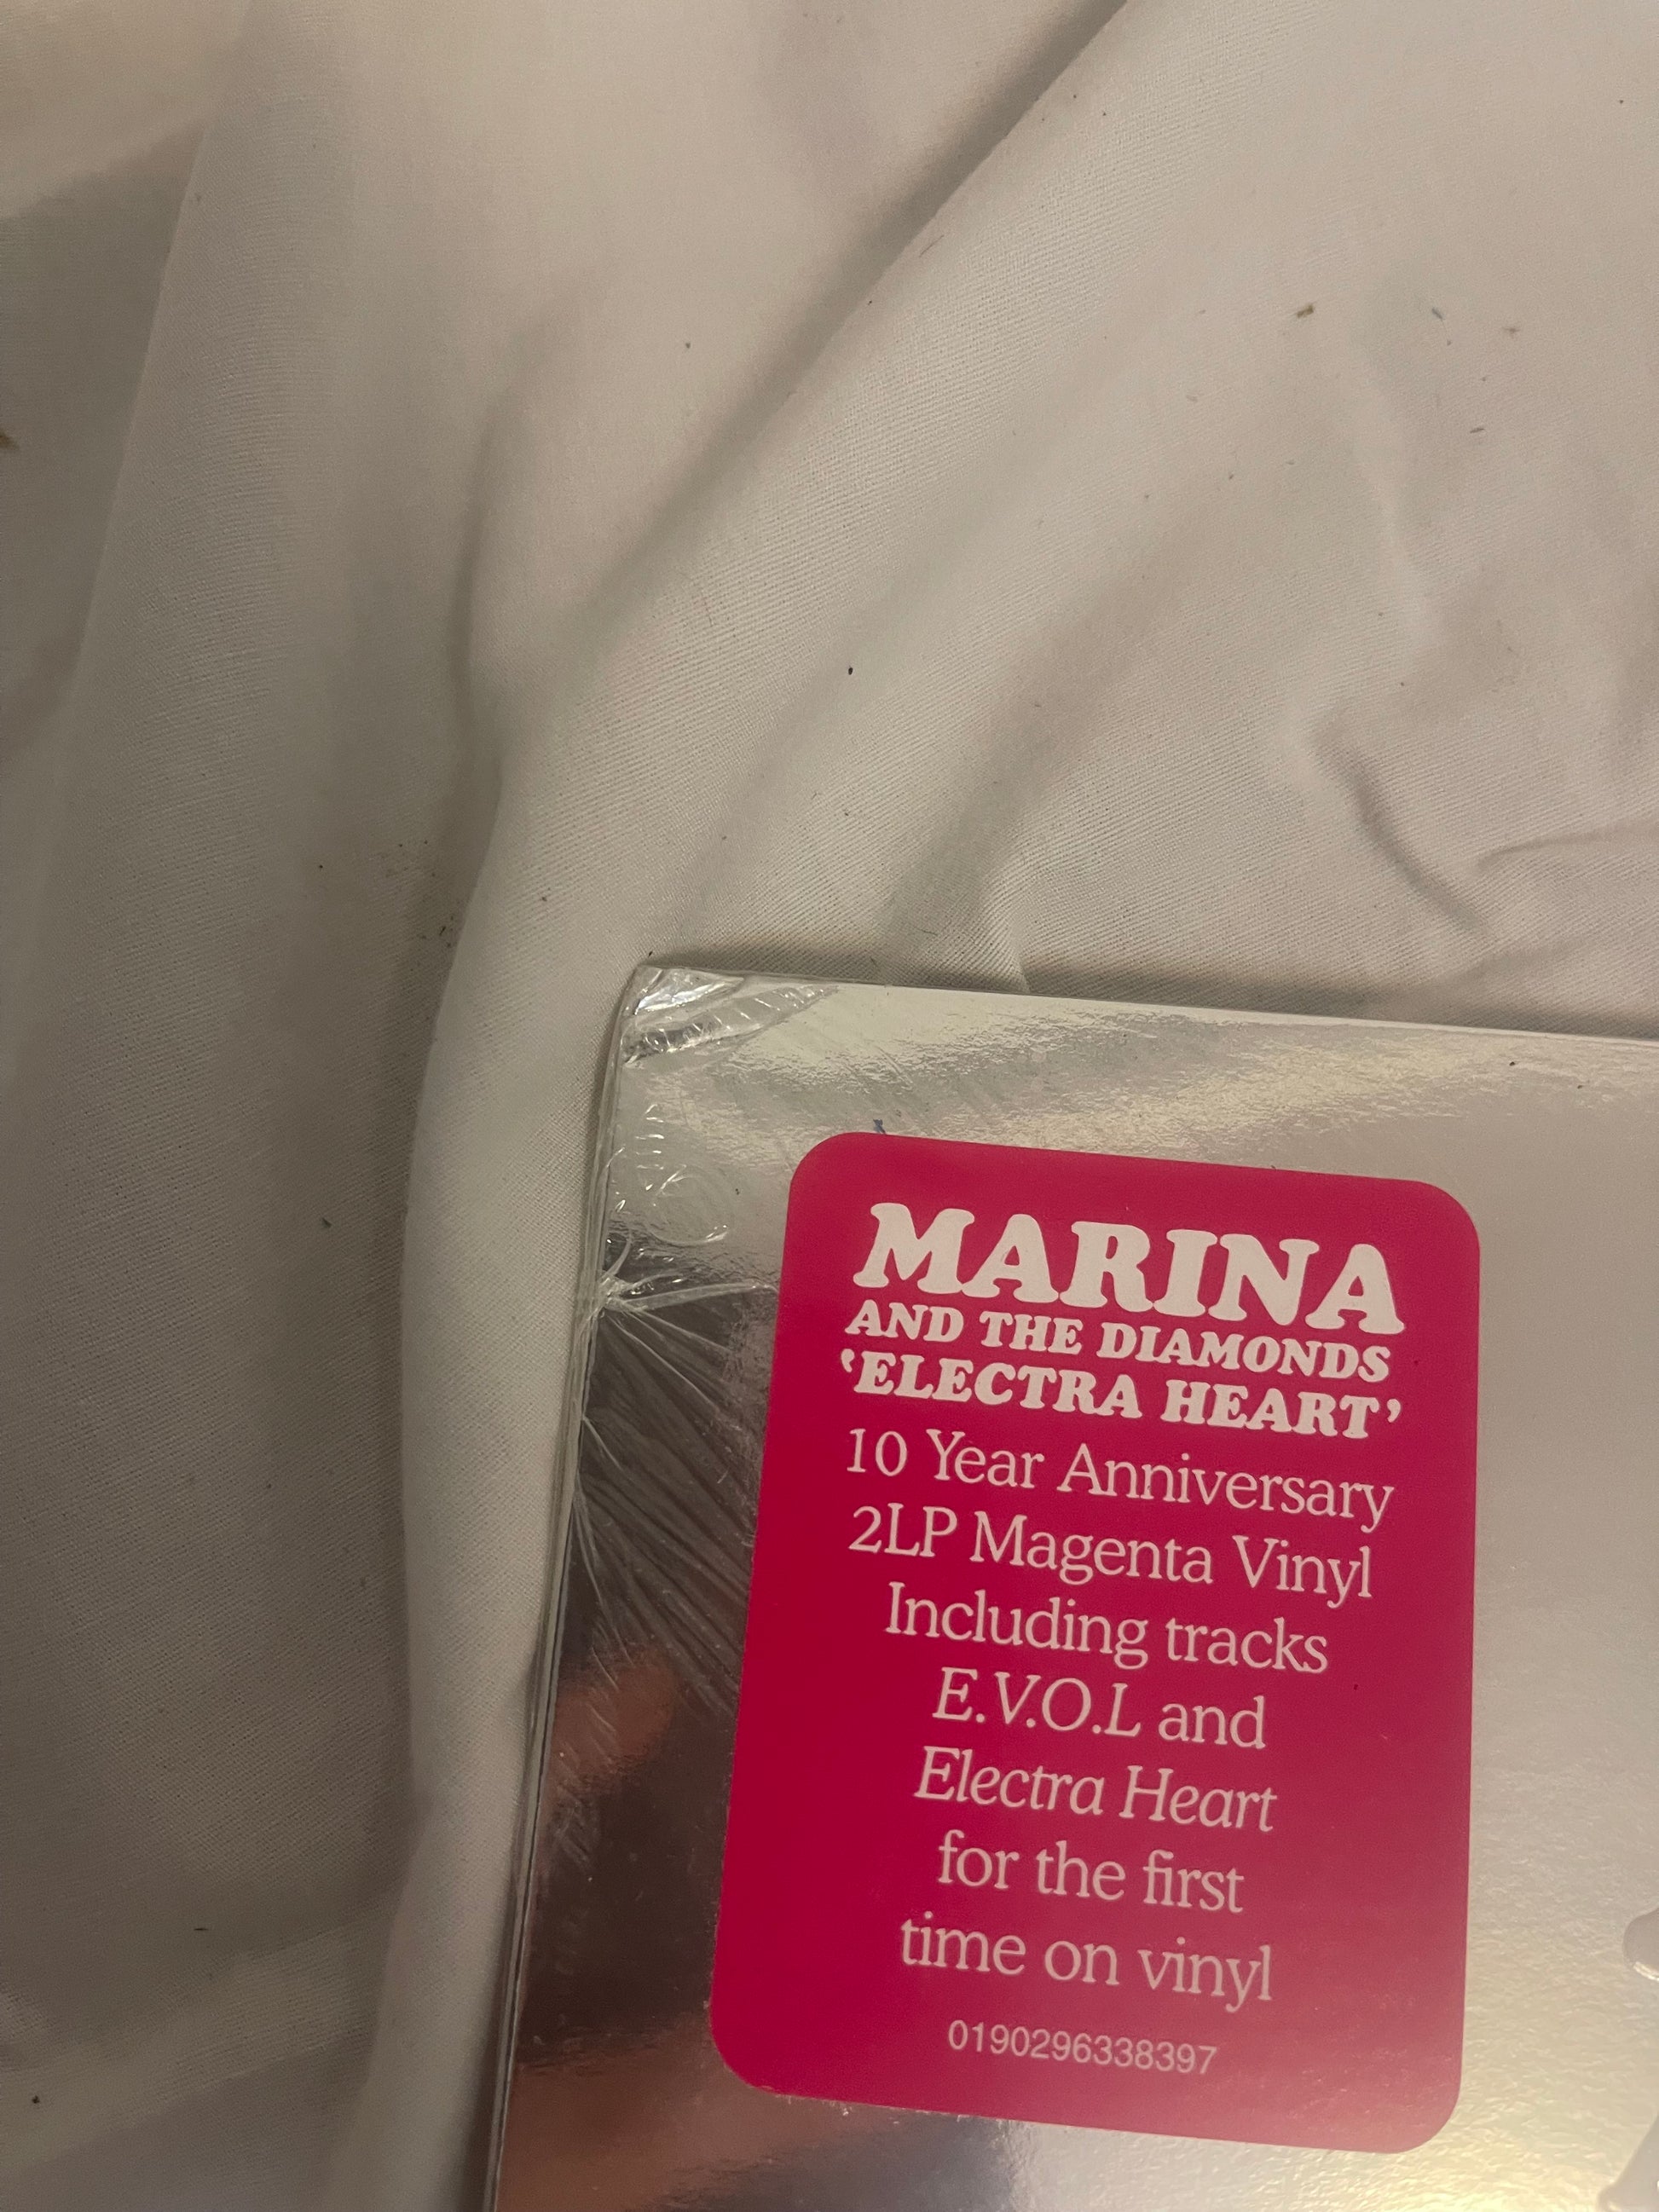 MARINA
AND THE DIAMONDS
‘ELECTRA HEART’
10 Year Anniversary
2LP Magenta Vinyl
Including tracks
E.V.O.L and
Electra Heart
for the first
time on vinyl
0190296338397